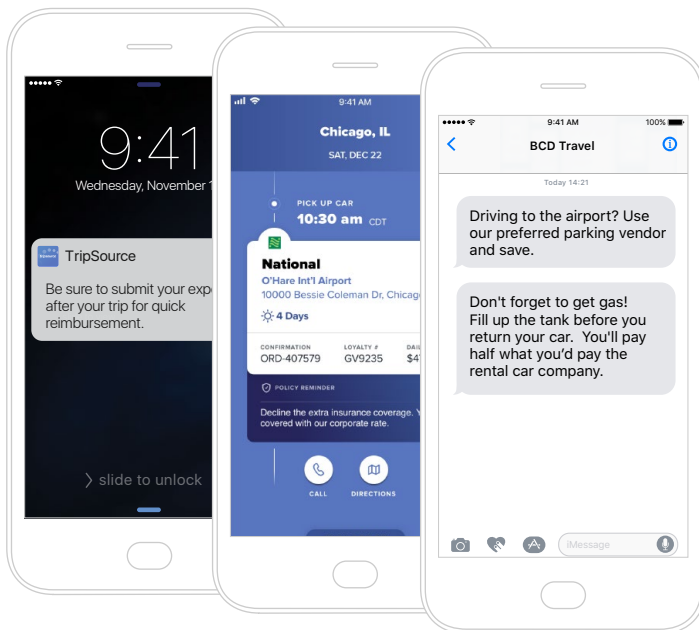 9:41
Wednesday, November
TripSource
Be sure to submit your
after your trip for quick
reimbursement.
slide to unlock
9:41 AM
Chicago, IL
SAT, DEC 22
PICK UP CAR
10:30 am CDT
National
O'Hare Int'l Airport
10000 Bessie Coleman Dr,
4 Days
CONFIRMATION LOYALTY #
ORD-407579 GV9235
POLICY REMINDER
Decline the extra insurance coverage.
covered with our corporate rate.
CALL DIRECTIONS
9:41 AM 100%
BCD Travel
Today 14:21
Driving to the airport? Use
our preferred parking vendor
and save.
Don't forget to get gas!
Fill up the tank before you
return your car. You'll pay
half what you'd pay the
rental car company.
iMessage